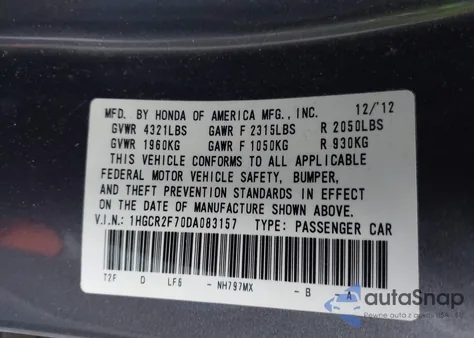 MFD. BY HONDA OF AMERICA MFG., INC. 12/'12
GVWR 4321LBS GAWR F 2315LBS R 2050LBS
GVWR 1960KG GAWR F 1050KG R 930KG
THIS VEHICLE CONFORMS TO ALL APPLICABLE
FEDERAL MOTOR VEHICLE SAFETY, BUMPER,
AND THEFT PREVENTION STANDARDS IN EFFECT
ON THE DATE OF MANUFACTURE SHOWN ABOVE.
V.I.N.: 1HGCR2F70DA083157 TYPE: PASSENGER CAR
T2F D LF6 - NH797MX - B - A
autoSnap